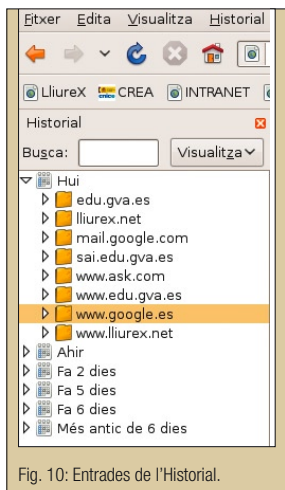 Fitxer Edita Visualitza Historial
LliureX CREA INTRANET
Historial
Busca: Visualitza
Hui
edu.gva.es
lliurex.net
mail.google.com
sai.edu.gva.es
www.ask.com
www.edu.gva.es
www.google.es
www.lliurex.net
Ahir
Fa 2 dies
Fa 5 dies
Fa 6 dies
Més antic de 6 dies
Fig. 10: Entrades de l'Historial.